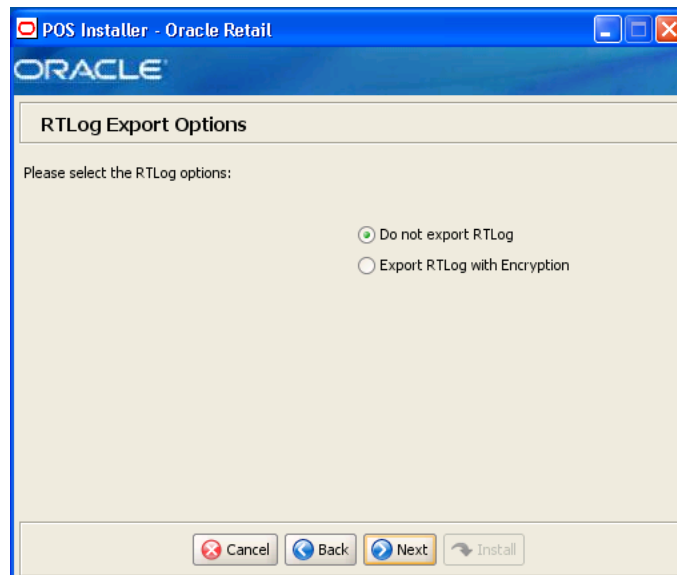 POS Installer - Oracle Retail
ORACLE
RTLog Export Options
Please select the RTLog options:
Do not export RTLog
Export RTLog with Encryption
Cancel Back Next Install